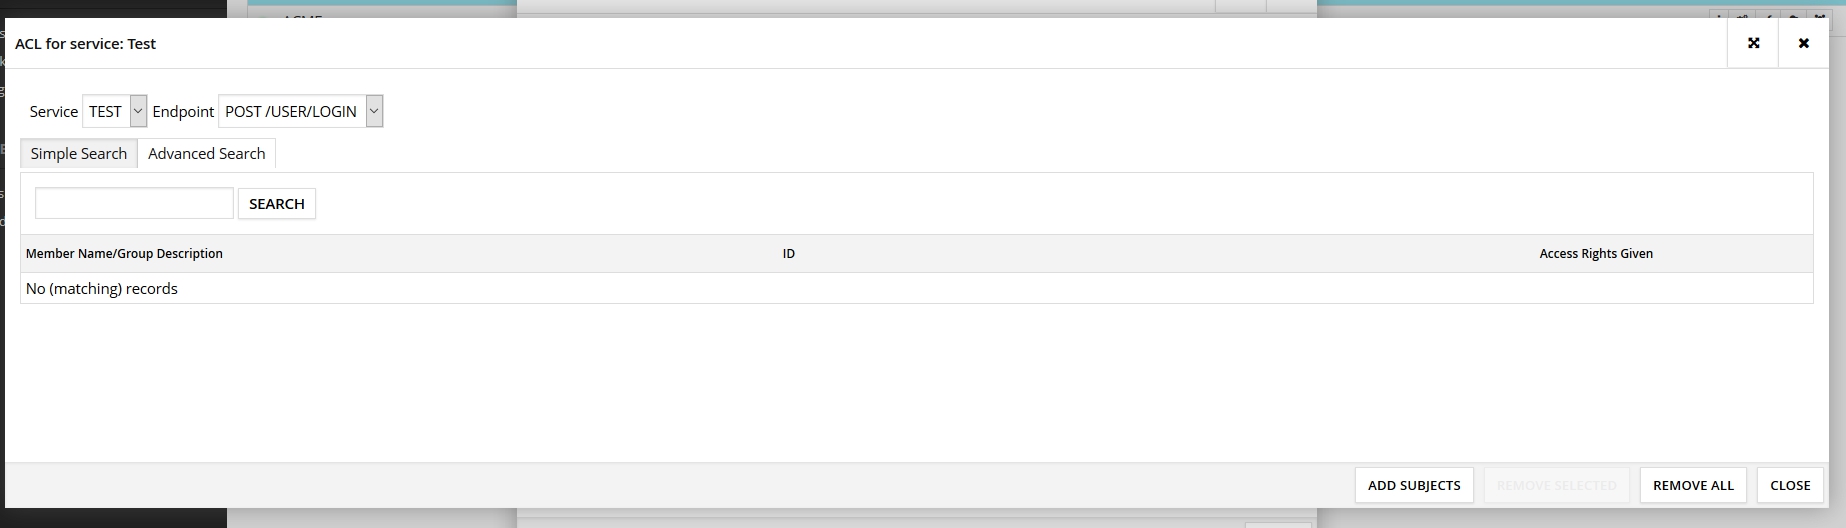 ACL for service: Test
Service TEST Endpoint POST /USER/LOGIN
Simple Search Advanced Search
SEARCH
Member Name/Group Description ID Access Rights Given
No (matching) records
ADD SUBJECTS REMOVE SELECTED REMOVE ALL CLOSE